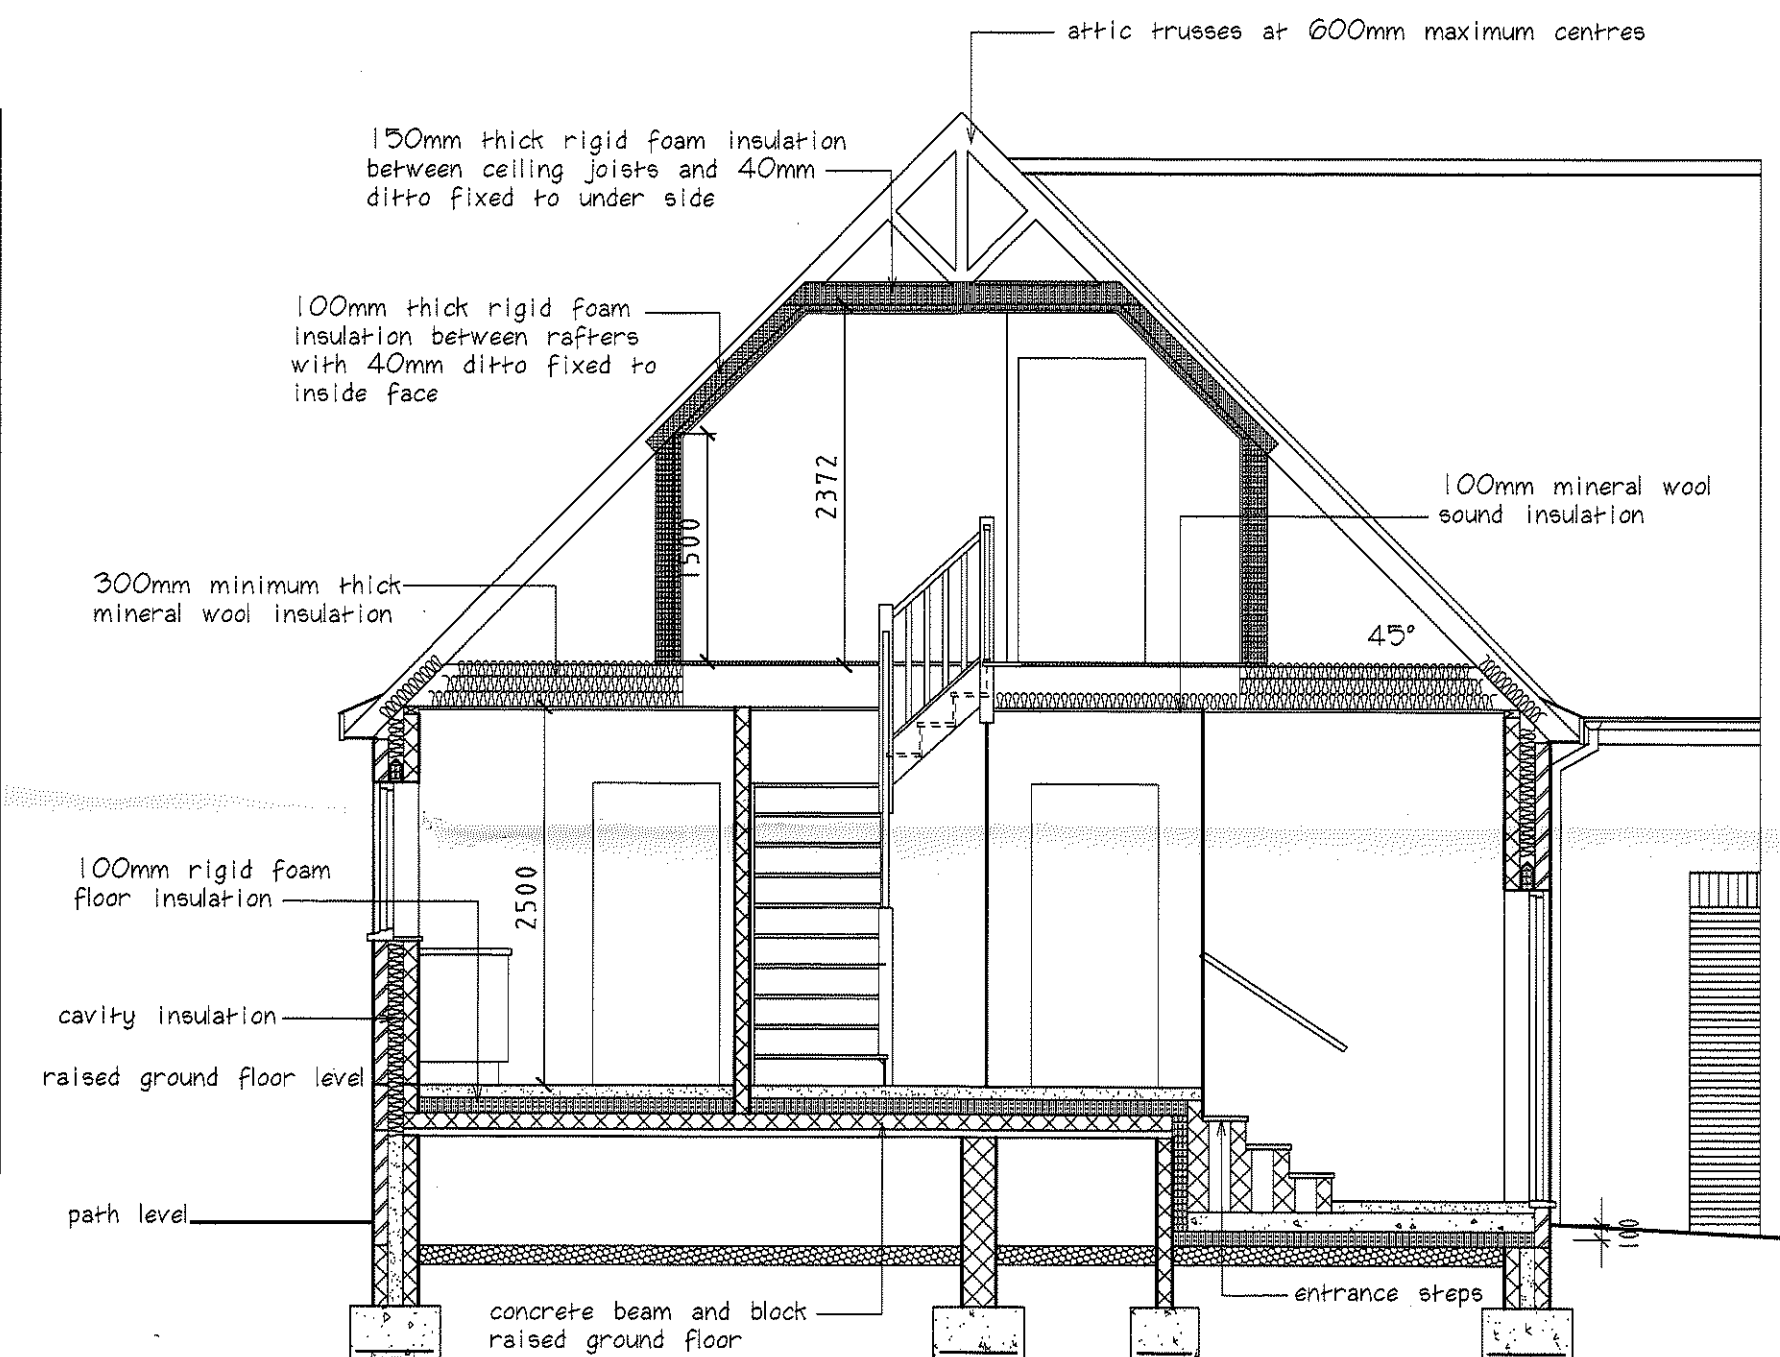 attic trusses at 600mm maximum centres
150mm thick rigid foam insulation
between ceiling joists and 40mm
ditto fixed to under side
100mm thick rigid foam
insulation between rafters
with 40mm ditto fixed to
inside face
2372
1500
100mm mineral wool
sound insulation
300mm minimum thick
mineral wool insulation
45°
100mm rigid foam
floor insulation
2500
cavity insulation
raised ground floor level
path level
100
entrance steps
concrete beam and block
raised ground floor